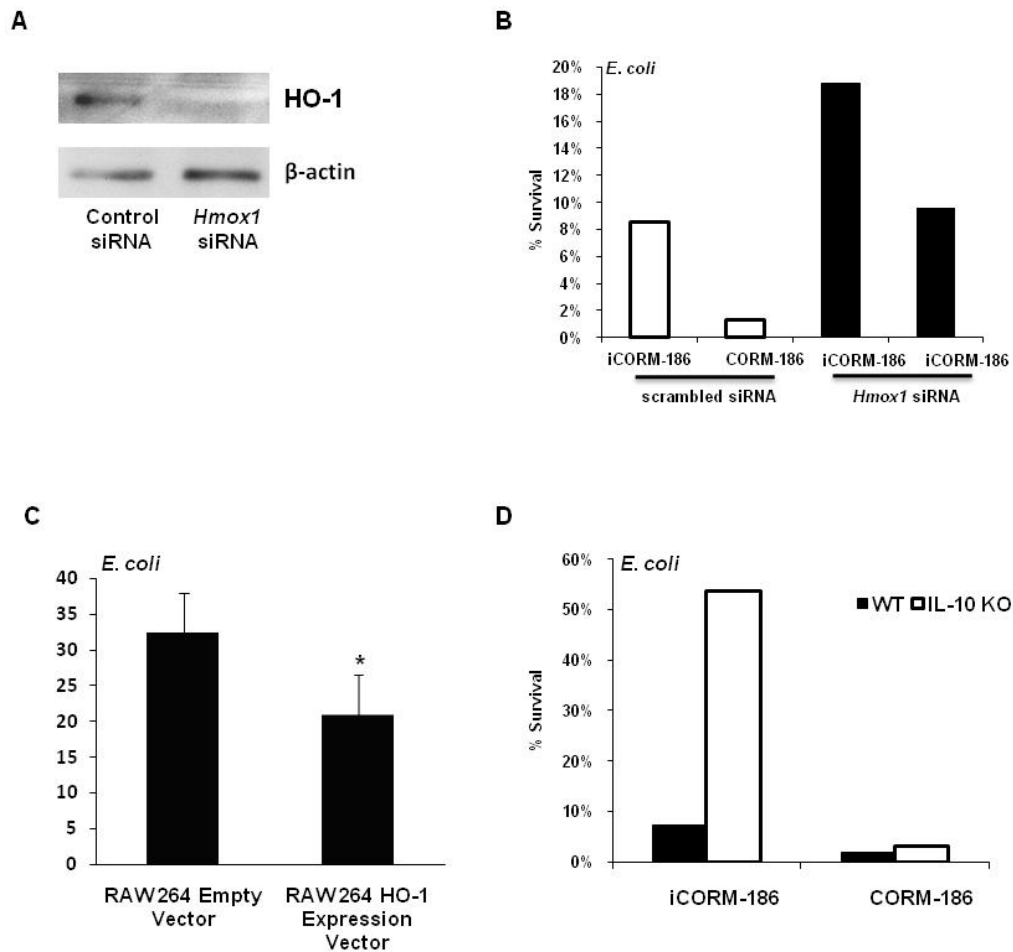 A
HO-1
β-actin
Control
siRNA
Hmox1
siRNA
B
E. coli
% Survival
20%
18%
16%
14%
12%
10%
8%
6%
4%
2%
0%
iCORM-186
CORM-186
iCORM-186
iCORM-186
scrambled siRNA
Hmox1 siRNA
C
E. coli
40
35
30
25
20
15
10
5
0
*
RAW264 Empty
Vector
RAW264 HO-1
Expression
Vector
D
E. coli
% Survival
60%
50%
40%
30%
20%
10%
0%
WT IL-10 KO
iCORM-186
CORM-186